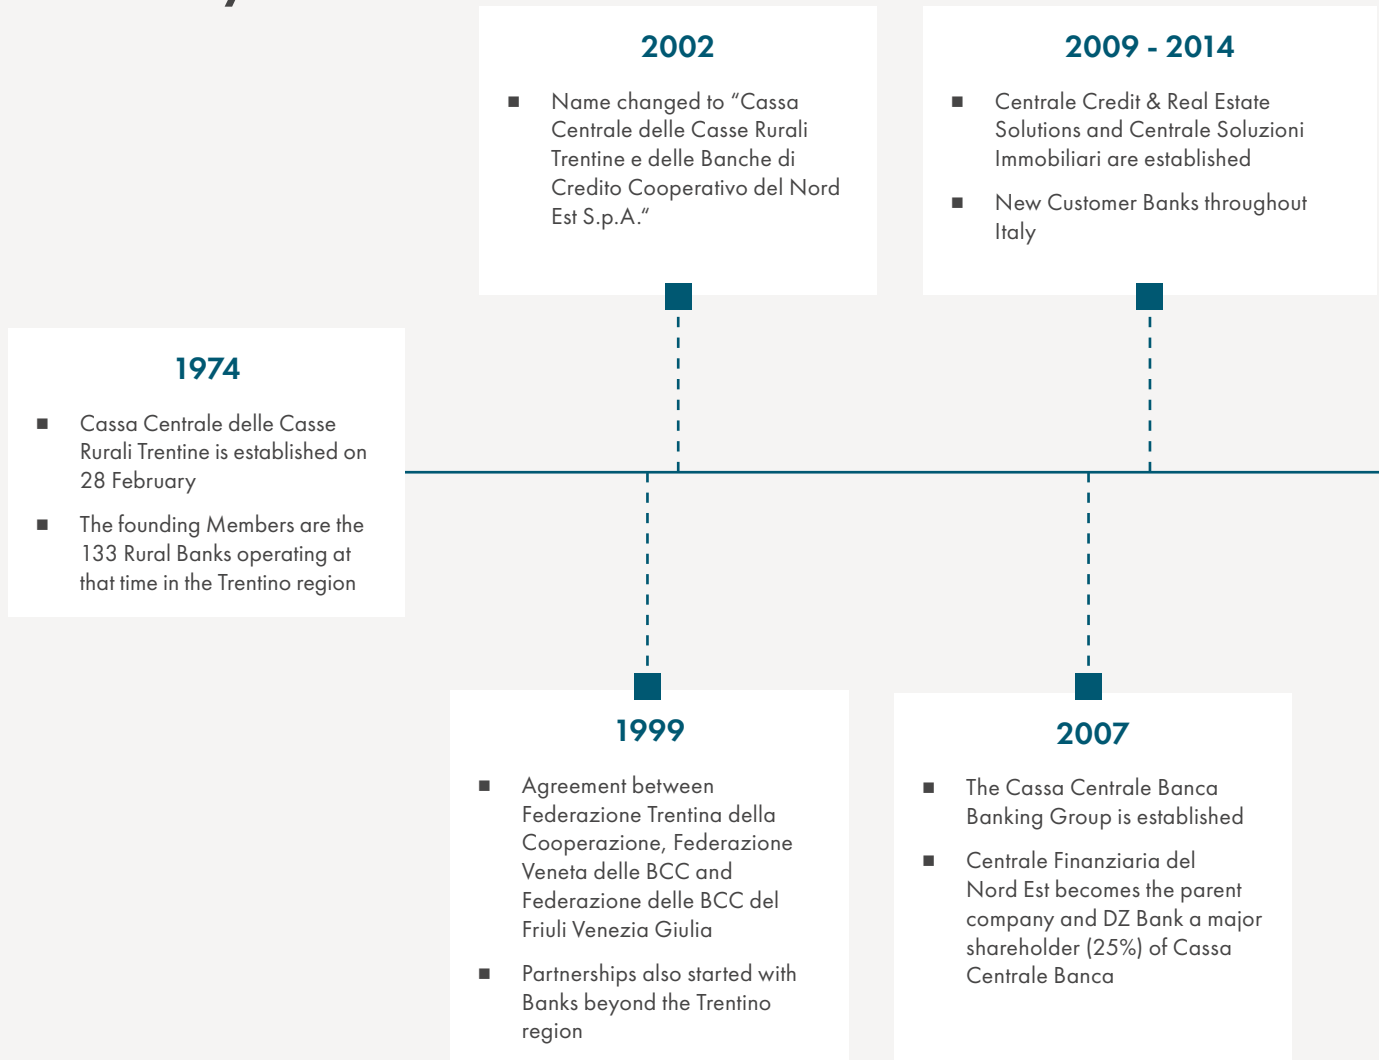 2002
Name changed to “Cassa
Centrale delle Casse Rurali
Trentine e delle Banche di
Credito Cooperativo del Nord
Est S.p.A.“
2009 - 2014
Centrale Credit & Real Estate
Solutions and Centrale Soluzioni
Immobiliari are established
New Customer Banks throughout
Italy
1974
Cassa Centrale delle Casse
Rurali Trentine is established on
28 February
The founding Members are the
133 Rural Banks operating at
that time in the Trentino region
1999
Agreement between
Federazione Trentina della
Cooperazione, Federazione
Veneta delle BCC and
Federazione delle BCC del
Friuli Venezia Giulia
Partnerships also started with
Banks beyond the Trentino
region
2007
The Cassa Centrale Banca
Banking Group is established
Centrale Finanziaria del
Nord Est becomes the parent
company and DZ Bank a major
shareholder (25%) of Cassa
Centrale Banca